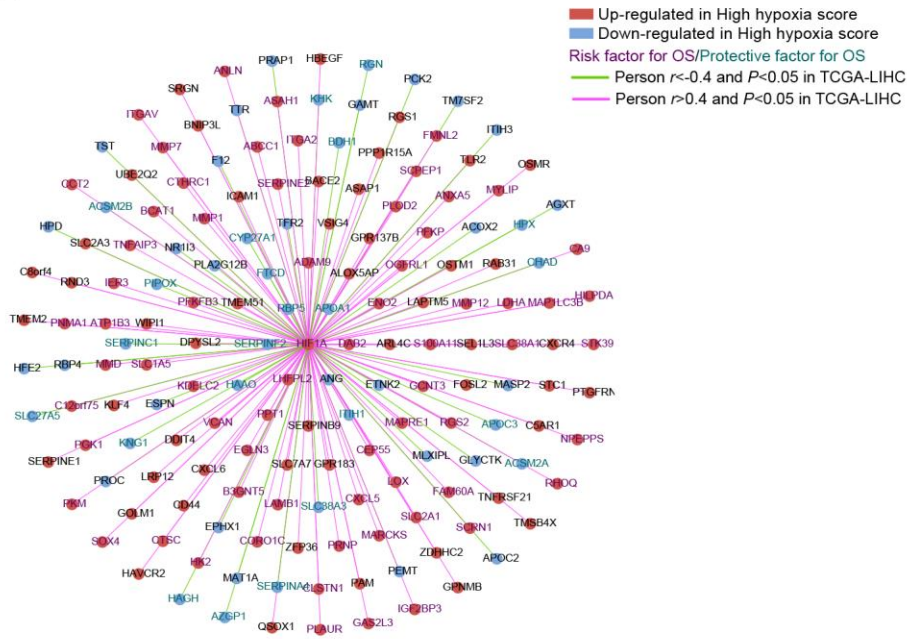 Up-regulated in High hypoxia score
Down-regulated in High hypoxia score
Risk factor for OS/Protective factor for OS
Person r<-0.4 and P<0.05 in TCGA-LIHC
Person r>0.4 and P<0.05 in TCGA-LIHC
PRAP1 HBEGF RGN
ANLN PCK2
SRGN TTR ASAH1 KHK GAMT TM7SF2
ITGAV BNIP3L RGS1 ITIH3
TST MMP7 F12 ABCC1 ITGA2 BDH1 PPP1R15A FMNL2 TLR2 OSMR
CCT2 UBE2Q2 CTHRC1 ICAM1 SERPINE2 BACE2 ASAP1 SCPEP1 ANXA5 MYLIP
ACSM2B BCAT1 MMP1 TFR2 VSIG4 PLOD2 PFKP AGXT
HPD SLC2A3 TNFAIP3 NR1I3 CYP27A1 GPR137B ACOX2 HPX
PLA2G12B ADAM9 ALOX5AP OGFRL1 OSTM1 RAB31 CHAD CA9
C8orf4 RND3 IER3 PIPOX FTCD
PFKFB3 TMEM51 RBP5 APOA1 ENO2 LAPTM5 MMP12 LDHA MAP1LC3B HILPDA
TMEM2 PNMA1 ATP1B3 WIPI1
SERPINC1 DPYSL2 SERPINF2 HIF1A DAB2 ARL4C S100A11 SEL1L3 SLC38A1 CXCR4 STK39
HFE2 RBP4 MMD SLC1A5
KDELC2 HAAO LHFPL2 ANG ETNK2 GCNT3 FOSL2 MASP2 STC1 PTGFRN
SLC27A5 C12orf75 KLF4 ESPN VCAN PPT1 ITIH1 MAPRE1 RGS2 APOC3 C5AR1 NPEPPS
PGK1 KNG1 DDIT4 SERPINB9
SERPINE1 EGLN3 CEP55 MLXIPL GLYCTK ACSM2A
PROC LRP12 CXCL6 SLC7A7 GPR183 RHOQ
PKM GOLM1 CD44 B3GNT5 LAMB1 SLC38A3 CXCL5 LOX FAM60A TNFRSF21 TMSB4X
SOX4 CTSC EPHX1 CORO1C ZFP36 PRNP MARCKS SLC2A1 SCRN1
HAVCR2 HK2 MAT1A ZDHHC2 APOC2
HAGH SERPINA4 CLSTN1 PAM PEMT GPNMB
AZGP1 QSOX1 PLAUR GAS2L3 IGF2BP3